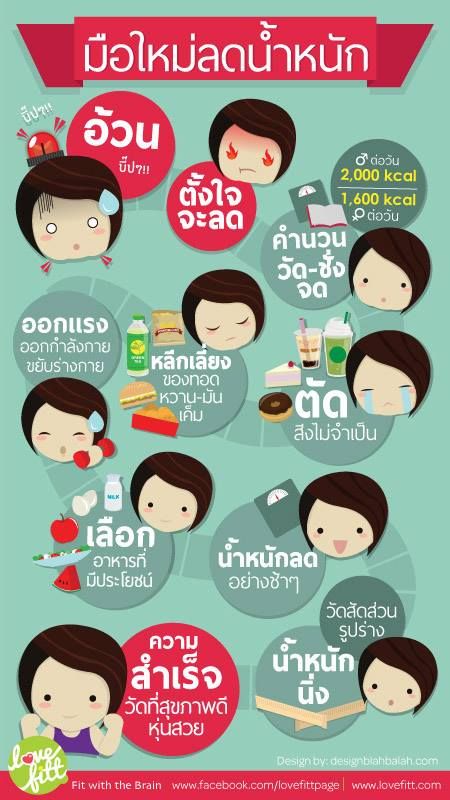 มือใหม่ลดน้ำหนัก
บี๊ปๆ!!
อ้วน
บี๊ปๆ!!
ตั้งใจ
จะลด
♂ ต่อวัน
2,000 kcal
1,600 kcal
♀ ต่อวัน
คำนวน
วัด-ชั่ง
จด
ตัด
สิ่งไม่จำเป็น
GREEN
TEA
หลีกเลี่ยง
ของทอด
หวาน-มัน
เค็ม
ออกแรง
ออกกำลังกาย
ขยับร่างกาย
MILK
เลือก
อาหารที่
มีประโยชน์
น้ำหนักลด
อย่างช้าๆ
วัดสัดส่วน
รูปร่าง
น้ำหนัก
นิ่ง
ความ
สำเร็จ
วัดที่สุขภาพดี
หุ่นสวย
Design by: designblahbalah.com
love
fitt
Fit with the Brain
www.facebook.com/lovefittpage
www.lovefitt.com